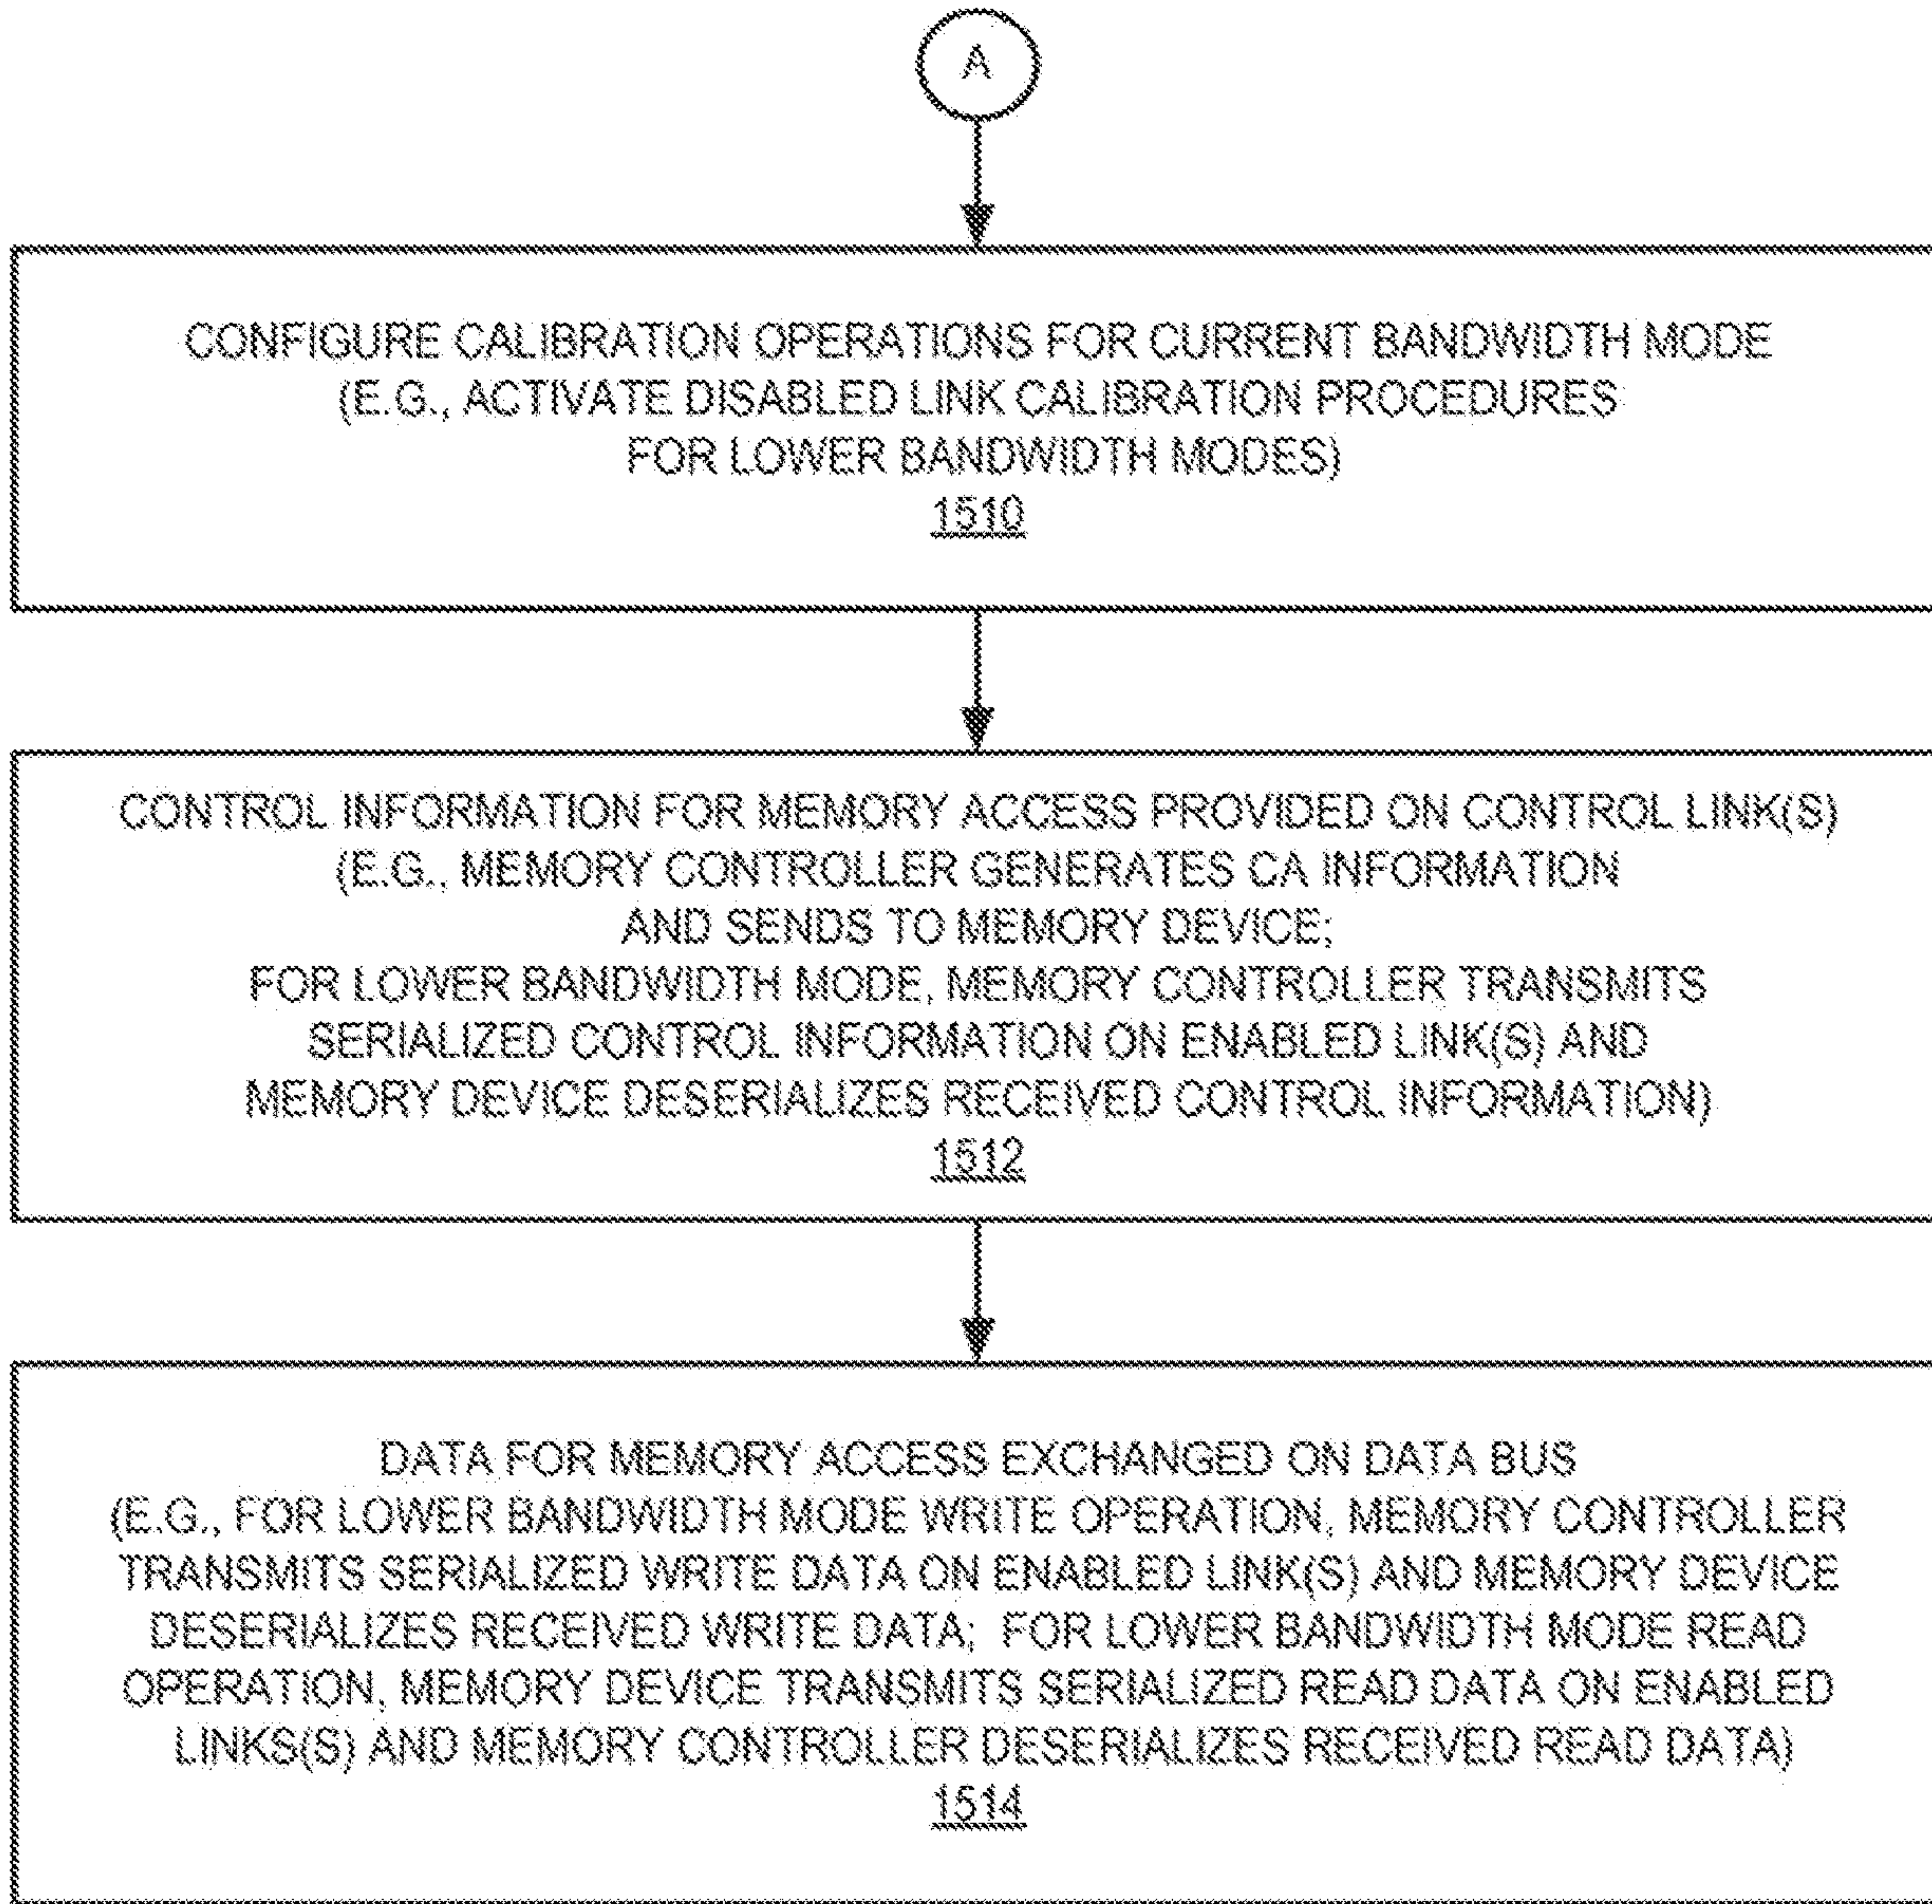 A
CONFIGURE CALIBRATION OPERATIONS FOR CURRENT BANDWIDTH MODE
(E.G., ACTIVATE DISABLED LINK CALIBRATION PROCEDURES
FOR LOWER BANDWIDTH MODES)
1510
CONTROL INFORMATION FOR MEMORY ACCESS PROVIDED ON CONTROL LINK(S)
(E.G., MEMORY CONTROLLER GENERATES CA INFORMATION
AND SENDS TO MEMORY DEVICE;
FOR LOWER BANDWIDTH MODE, MEMORY CONTROLLER TRANSMITS
SERIALIZED CONTROL INFORMATION ON ENABLED LINK(S) AND
MEMORY DEVICE DESERIALIZES RECEIVED CONTROL INFORMATION)
1512
DATA FOR MEMORY ACCESS EXCHANGED ON DATA BUS
(E.G., FOR LOWER BANDWIDTH MODE WRITE OPERATION, MEMORY CONTROLLER
TRANSMITS SERIALIZED WRITE DATA ON ENABLED LINK(S) AND MEMORY DEVICE
DESERIALIZES RECEIVED WRITE DATA; FOR LOWER BANDWIDTH MODE READ
OPERATION, MEMORY DEVICE TRANSMITS SERIALIZED READ DATA ON ENABLED
LINKS(S) AND MEMORY CONTROLLER DESERIALIZES RECEIVED READ DATA)
1514